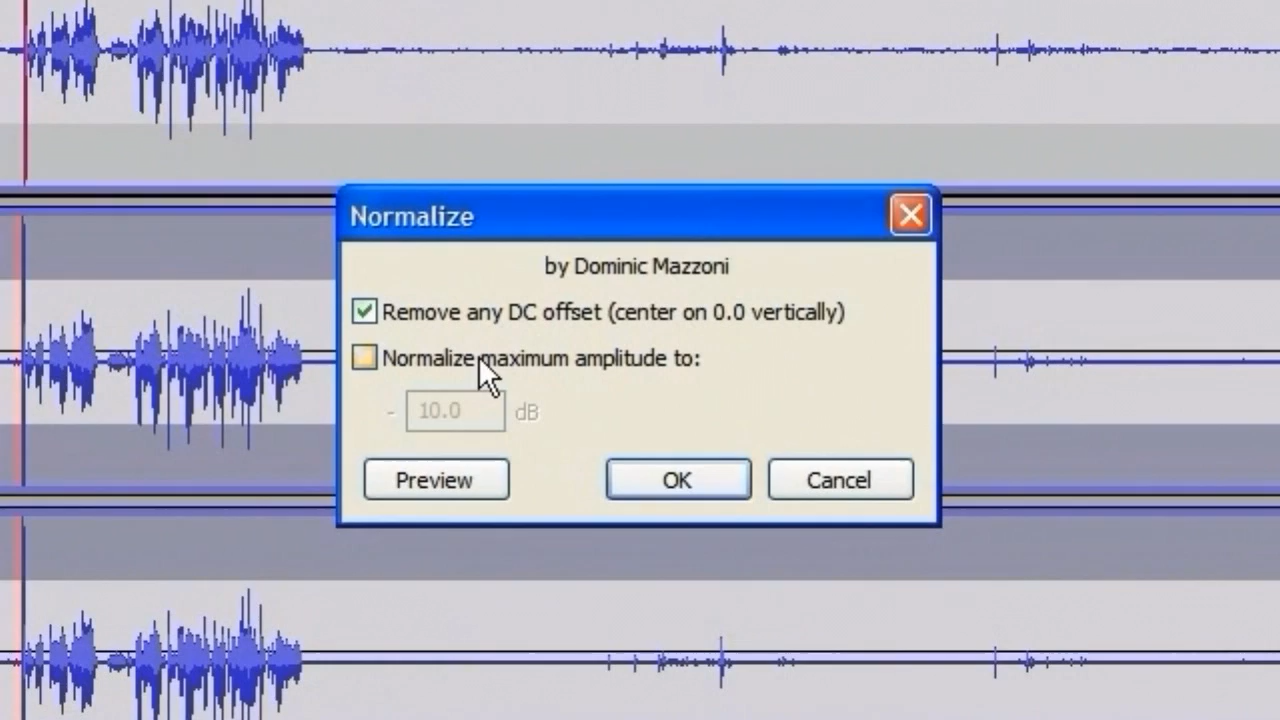 Normalize
by Dominic Mazzoni
Remove any DC offset (center on 0.0 vertically)
Normalize maximum amplitude to:
- 10.0 dB
Preview OK Cancel